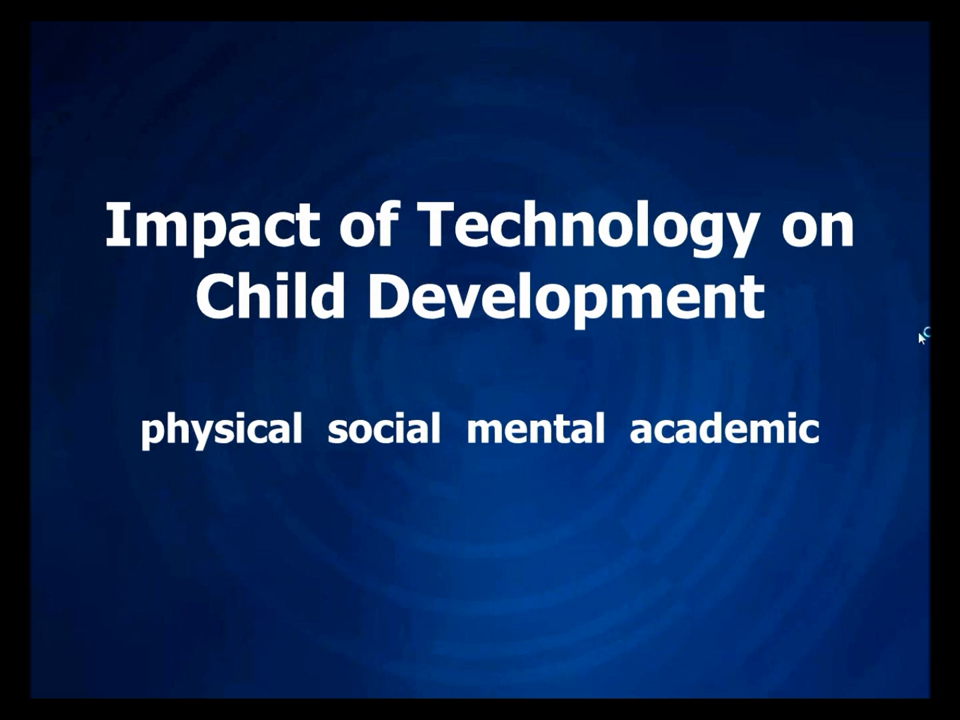 Impact of Technology on
Child Development
physical social mental academic